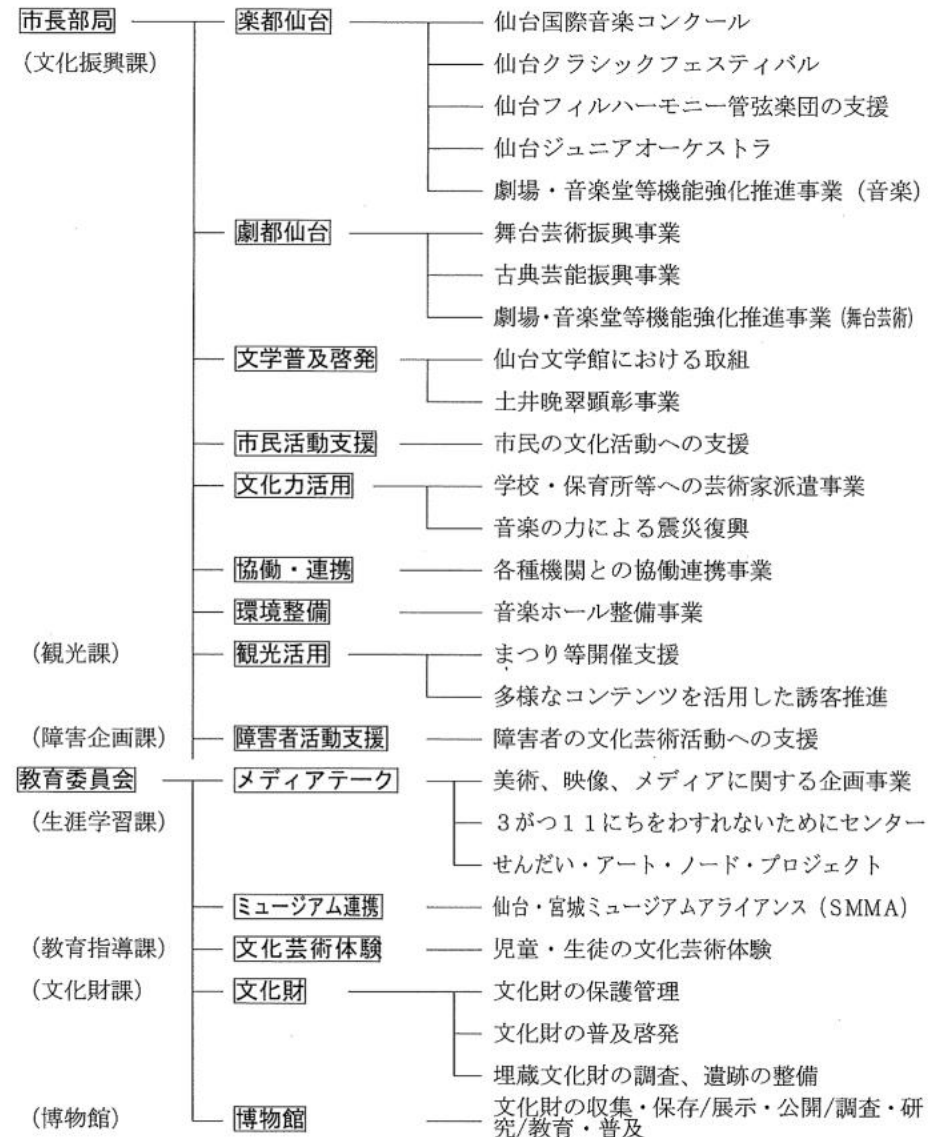 市長部局 楽都仙台 仙台国際音楽コンクール
(文化振興課) 仙台クラシックフェスティバル
仙台フィルハーモニー管弦楽団の支援
仙台ジュニアオーケストラ
劇場・音楽堂等機能強化推進事業(音楽)
劇都仙台 舞台芸術振興事業
古典芸能振興事業
劇場・音楽堂等機能強化推進事業(舞台芸術)
文学普及啓発 仙台文学館における取組
土井晩翠顕彰事業
市民活動支援 市民の文化活動への支援
文化力活用 学校・保育所等への芸術家派遣事業
音楽の力による震災復興
協働・連携 各種機関との協働連携事業
環境整備 音楽ホール整備事業
(観光課) 観光活用 まつり等開催支援
多様なコンテンツを活用した誘客推進
(障害企画課) 障害者活動支援 障害者の文化芸術活動への支援
教育委員会 メディアテーク 美術、映像、メディアに関する企画事業
(生涯学習課) 3がつ11にちをわすれないためにセンター
せんだい・アート・ノード・プロジェクト
ミュージアム連携 仙台・宮城ミュージアムアライアンス(SMMA)
(教育指導課) 文化芸術体験 児童・生徒の文化芸術体験
(文化財課) 文化財 文化財の保護管理
文化財の普及啓発
埋蔵文化財の調査、遺跡の整備
(博物館) 博物館 文化財の収集・保存/展示・公開/調査・研
究/教育・普及